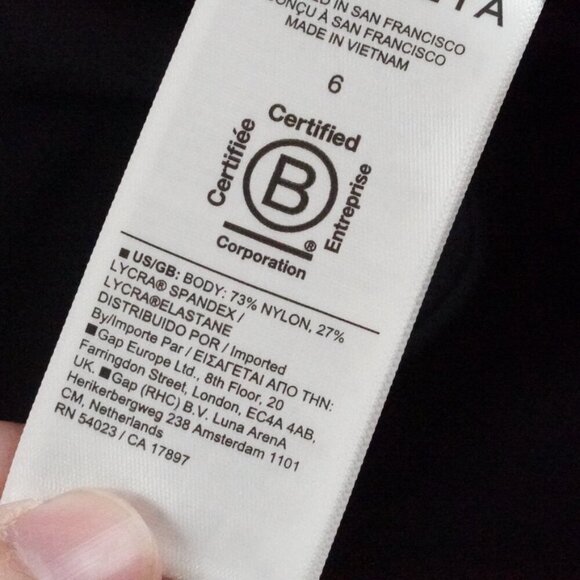 TA
ED IN SAN FRANCISCO
ONÇU À SAN FRANCISCO
MADE IN VIETNAM
6
Certified
Certifiée
B
Entreprise
®
Corporation
■ US/GB: BODY: 73% NYLON, 27%
LYCRA® SPANDEX /
LYCRA®ELASTANE
DISTRIBUIDO POR / Imported
By/Importe Par / ΕΙΣΑΓΕΤΑΙ ΑΠΟ ΤΗΝ:
■Gap Europe Ltd., 8th Floor, 20
Farringdon Street, London, EC4A 4AB,
UK. ■Gap (RHC) B.V. Luna ArenA
Herikerbergweg 238 Amsterdam 1101
CM, Netherlands
RN 54023 / CA 17897